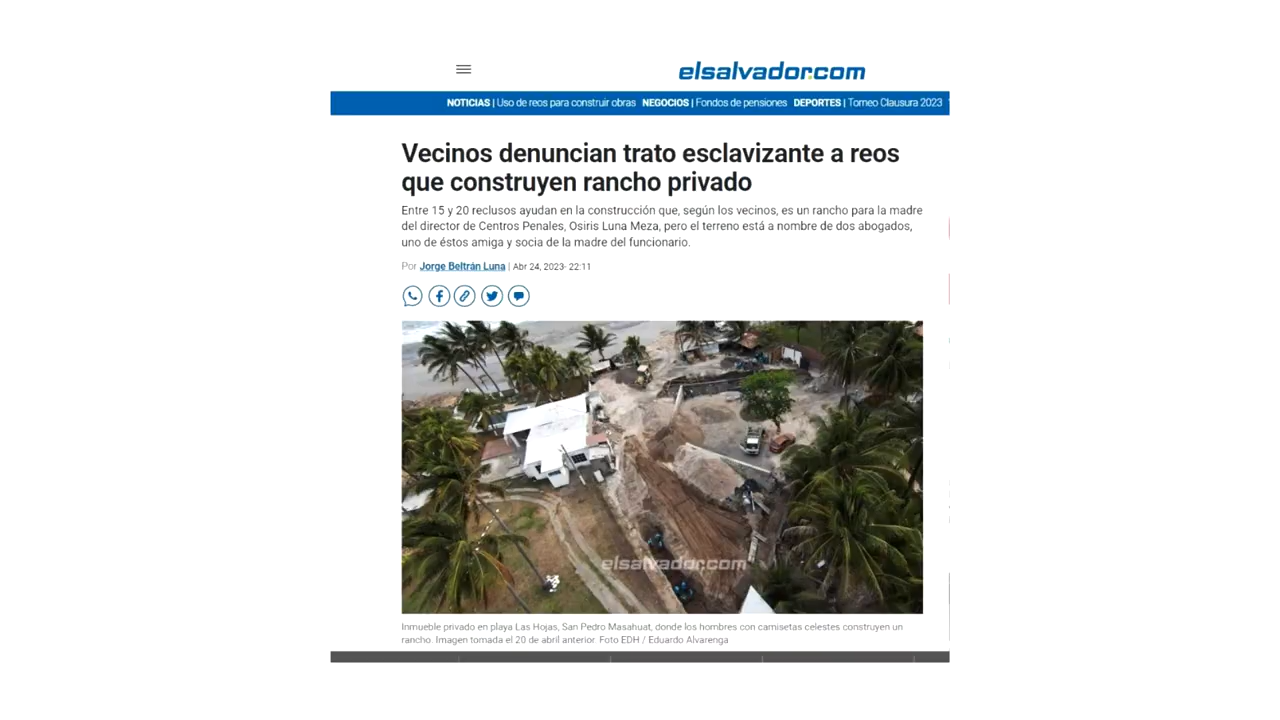 elsalvador.com
NOTICIAS | Uso de reos para construir obras NEGOCIOS | Fondos de pensiones DEPORTES | Torneo Clausura 2023
Vecinos denuncian trato esclavizante a reos
que construyen rancho privado
Entre 15 y 20 reclusos ayudan en la construcción que, según los vecinos, es un rancho para la madre
del director de Centros Penales, Osiris Luna Meza, pero el terreno está a nombre de dos abogados,
uno de éstos amiga y socia de la madre del funcionario.
Por Jorge Beltrán Luna | Abr 24, 2023- 22:11
elsalvador.com
Inmueble privado en playa Las Hojas, San Pedro Masahuat, donde los hombres con camisetas celestes construyen un
rancho. Imagen tomada el 20 de abril anterior. Foto EDH / Eduardo Alvarenga